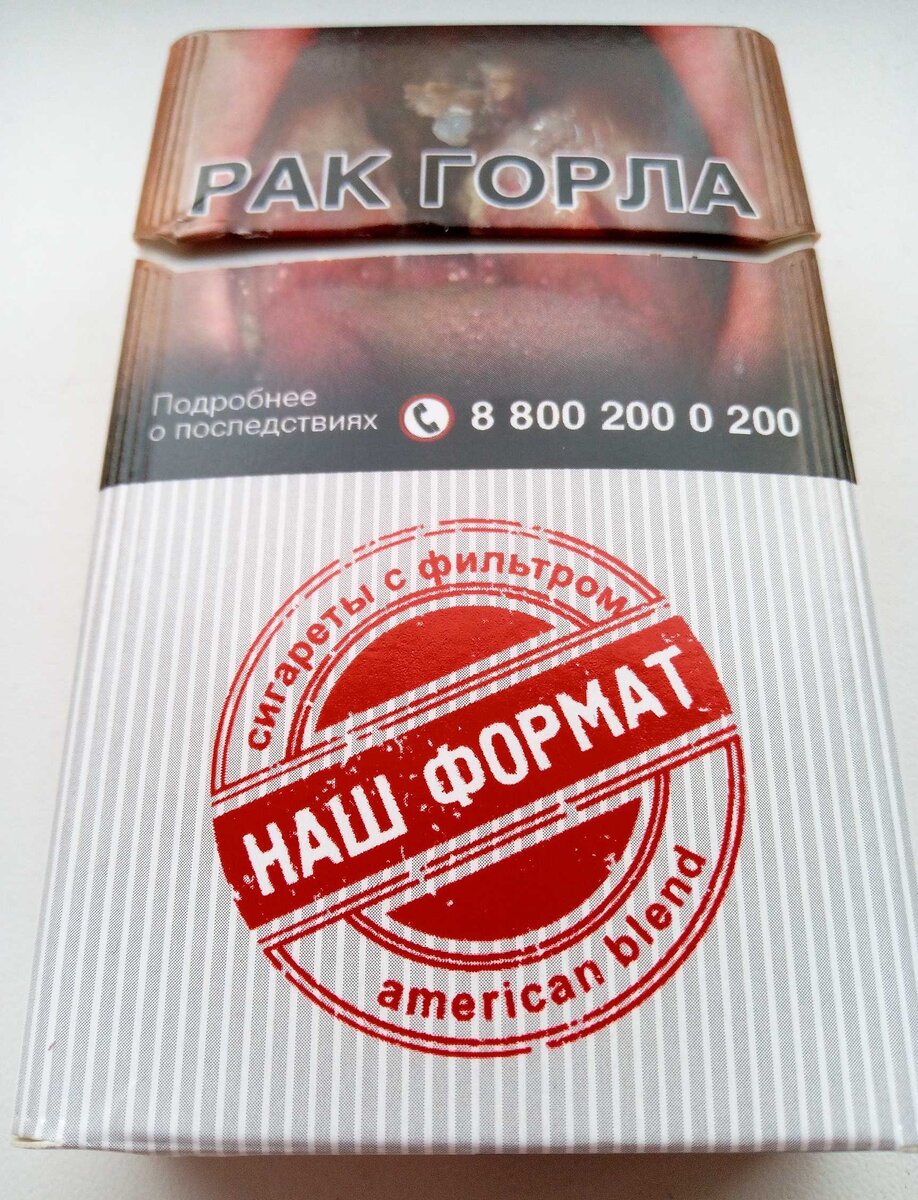 РАК ГОРЛА
Подробнее
о последствиях
8 800 200 0 200
сигареты с фильтром
НАШ ФОРМАТ
american blend